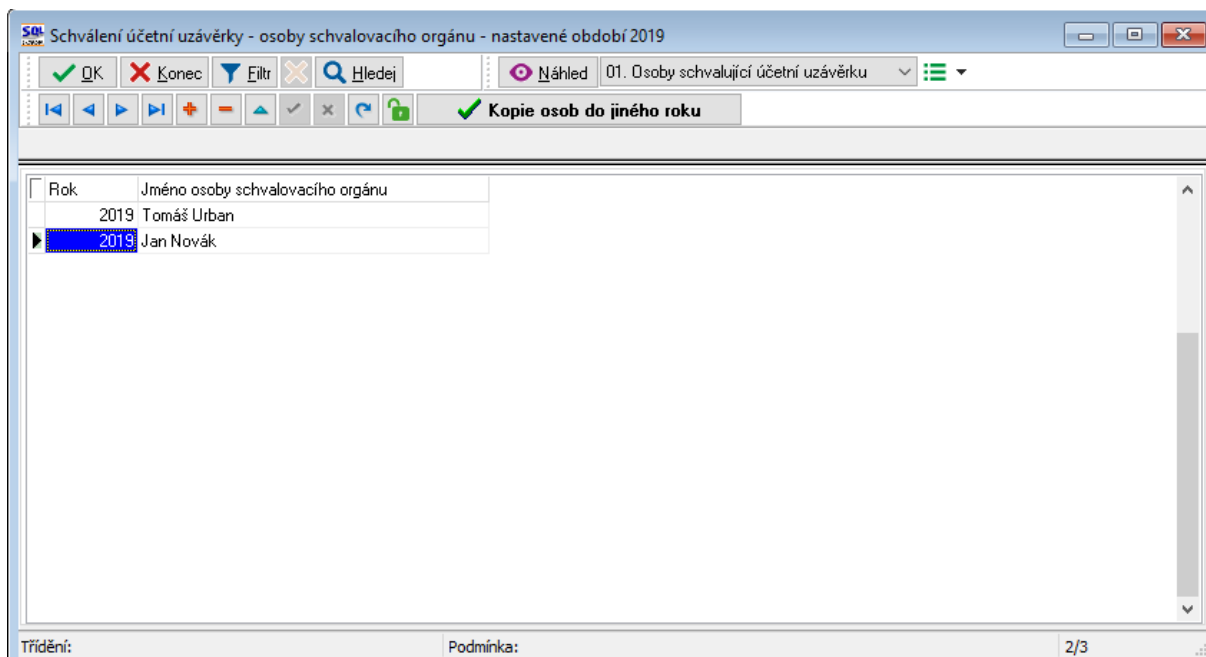 Schválení účetní uzávěrky - osoby schvalovacího orgánu - nastavené období 2019
OK Konec Filtr Hledej Náhled 01. Osoby schvalující účetní uzávěrku
Kopie osob do jiného roku
Rok Jméno osoby schvalovacího orgánu
2019 Tomáš Urban
2019 Jan Novák
Třídění: Podmínka: 2/3